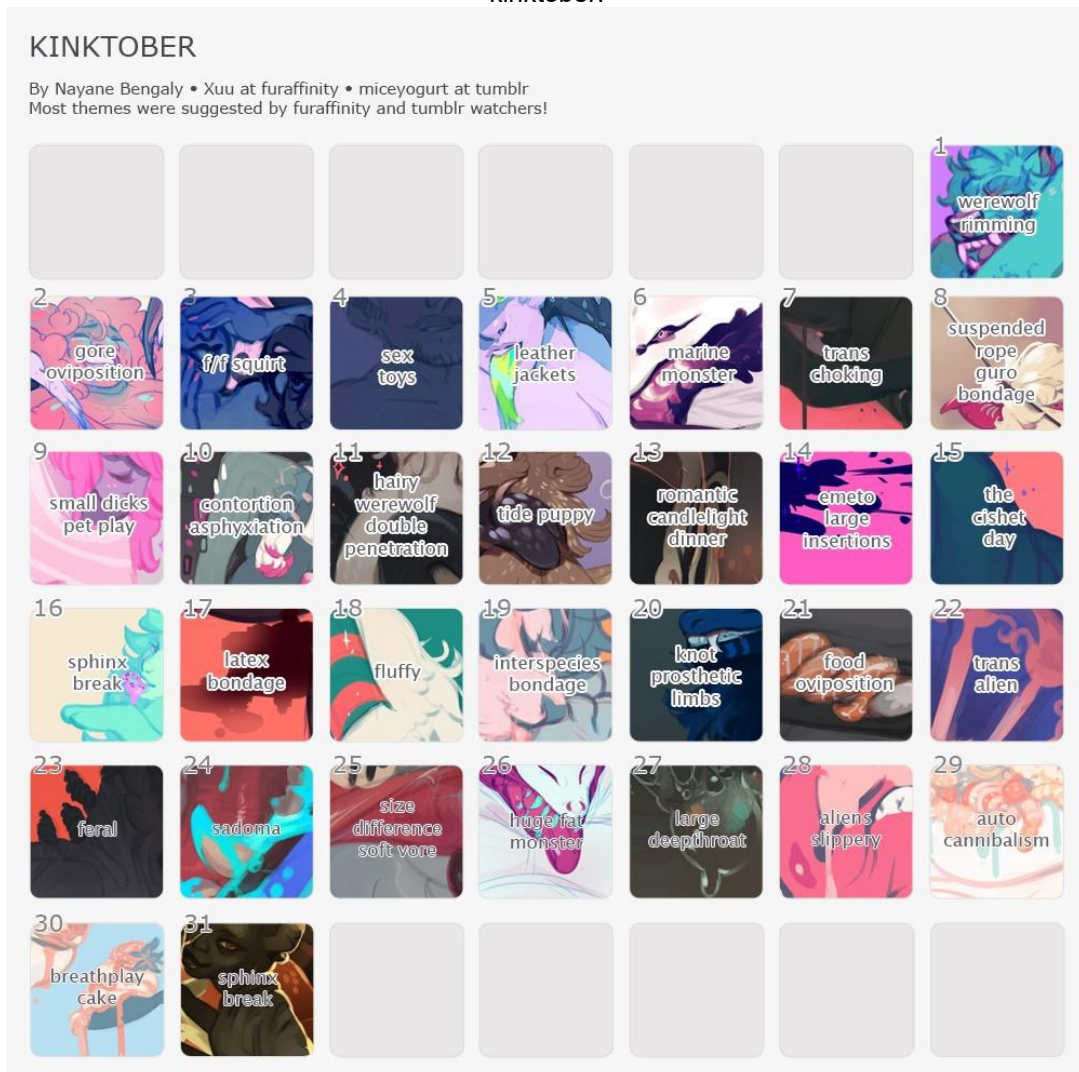 KINKTOBER
By Nayane Bengaly • Xuu at furaffinity • miceyogurt at tumblr
Most themes were suggested by furaffinity and tumblr watchers!
1
werewolf
rimming
2
gore
oviposition
3
f/f squirt
4
sex
toys
5
leather
jackets
6
marine
monster
7
trans
choking
8
suspended
rope
guro
bondage
9
small dicks
pet play
10
contortion
asphyxiation
11
hairy
werewolf
double
penetration
12
tide puppy
13
romantic
candlelight
dinner
14
emeto
large
insertions
15
the
cishet
day
16
sphinx
break
17
latex
bondage
18
fluffy
19
interspecies
bondage
20
knot
prosthetic
limbs
21
food
oviposition
22
trans
alien
23
feral
24
sadoma
25
size
difference
soft vore
26
huge fat
monster
27
large
deepthroat
28
aliens
slippery
29
auto
cannibalism
30
breathplay
cake
31
sphinx
break